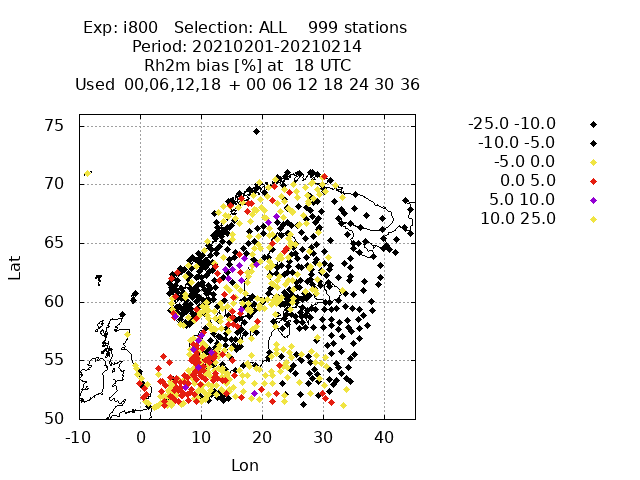 Exp: i800   Selection: ALL    999 stations
Period: 20210201-20210214
Rh2m bias [%] at  18 UTC
Used  00,06,12,18  + 00 06 12 18 24 30 36
-25.0 -10.0
-10.0 -5.0
-5.0 0.0
0.0 5.0
5.0 10.0
10.0 25.0
75
70
65
60
55
50
Lat
-10 0 10 20 30 40
Lon